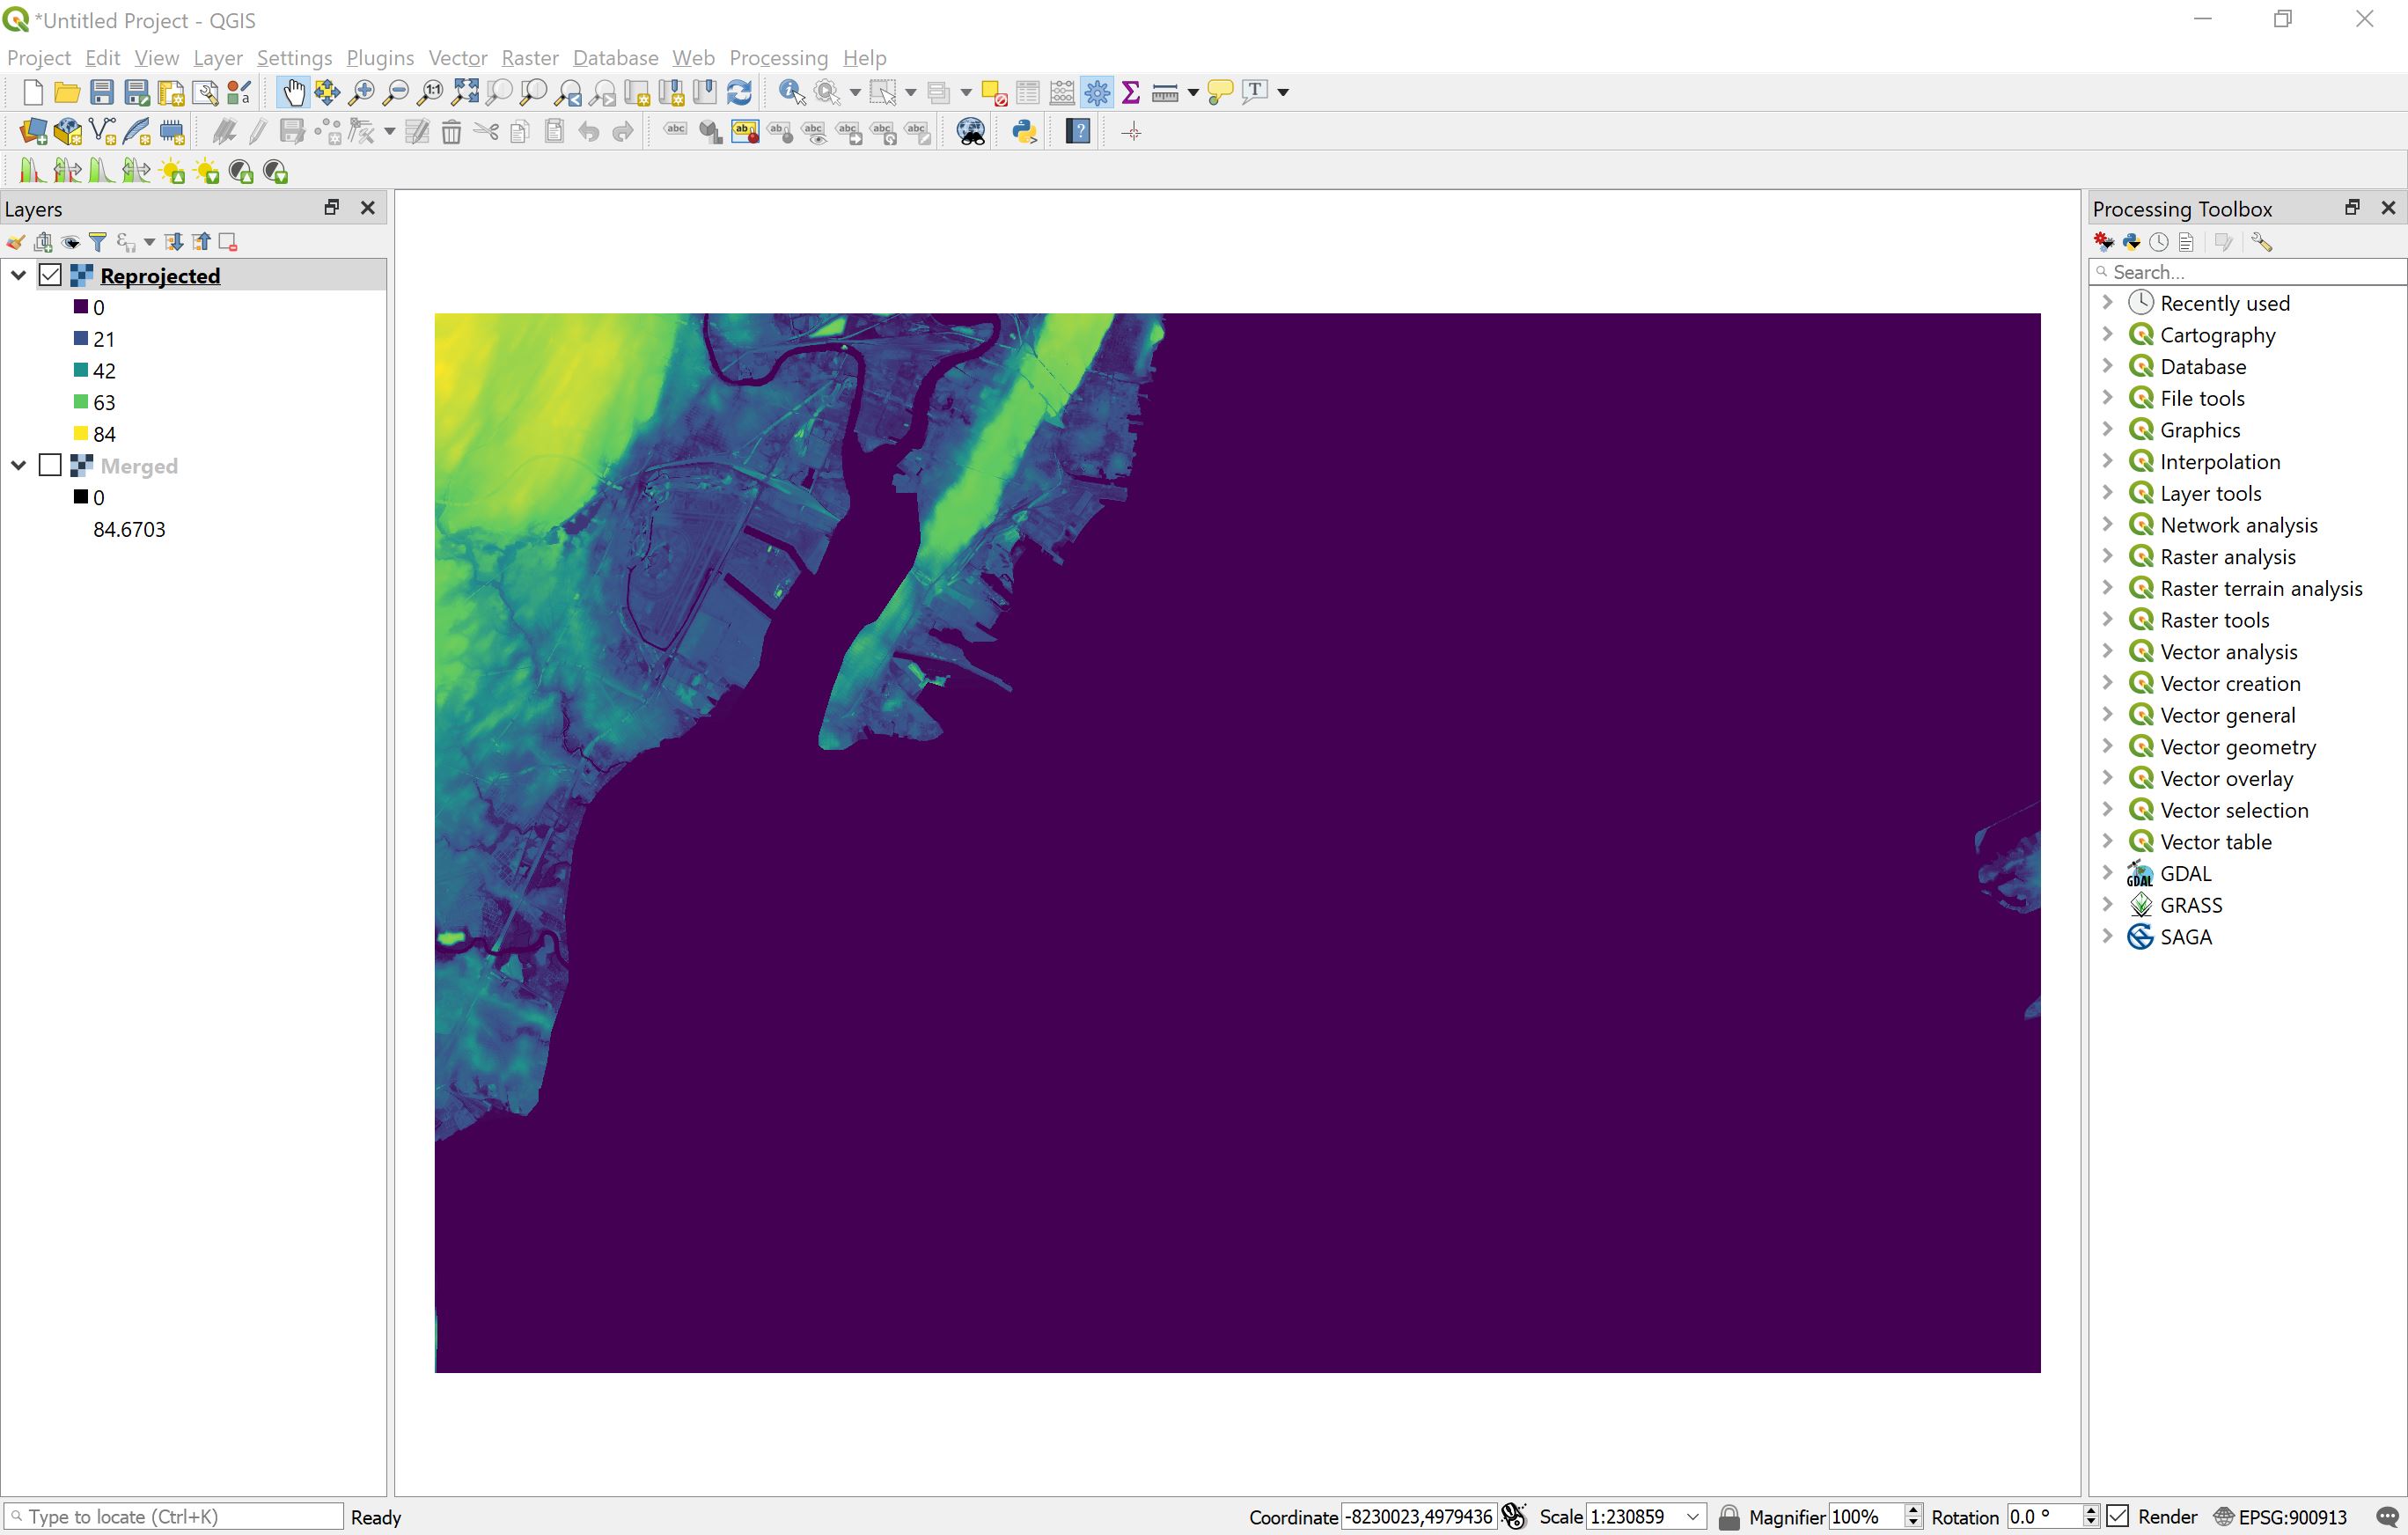 *Untitled Project - QGIS
Project Edit View Layer Settings Plugins Vector Raster Database Web Processing Help
Layers
Reprojected
0
21
42
63
84
Merged
0
84.6703
Processing Toolbox
Search...
Recently used
Cartography
Database
File tools
Graphics
Interpolation
Layer tools
Network analysis
Raster analysis
Raster terrain analysis
Raster tools
Vector analysis
Vector creation
Vector general
Vector geometry
Vector overlay
Vector selection
Vector table
GDAL
GRASS
SAGA
Type to locate (Ctrl+K) Ready Coordinate -8230023,4979436 Scale 1:230859 Magnifier 100% Rotation 0.0 ° Render EPSG:900913